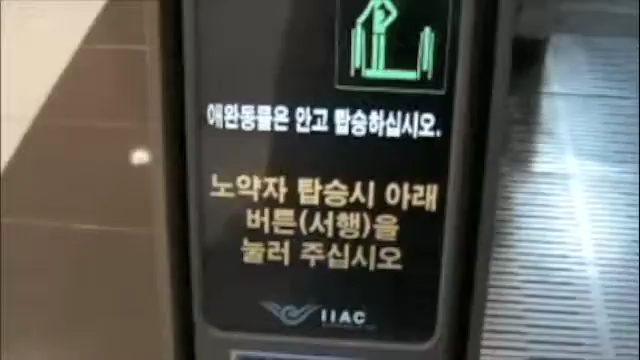 애완동물은 안고 탑승하십시오.
노약자 탑승시 아래
버튼(서행)을
눌러 주십시오
IIAC